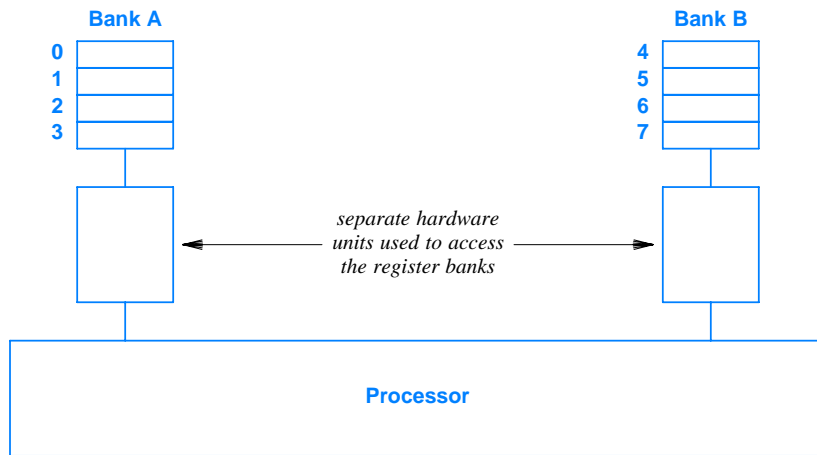 Bank A
Bank B
0
1
2
3
4
5
6
7
separate hardware
units used to access
the register banks
Processor